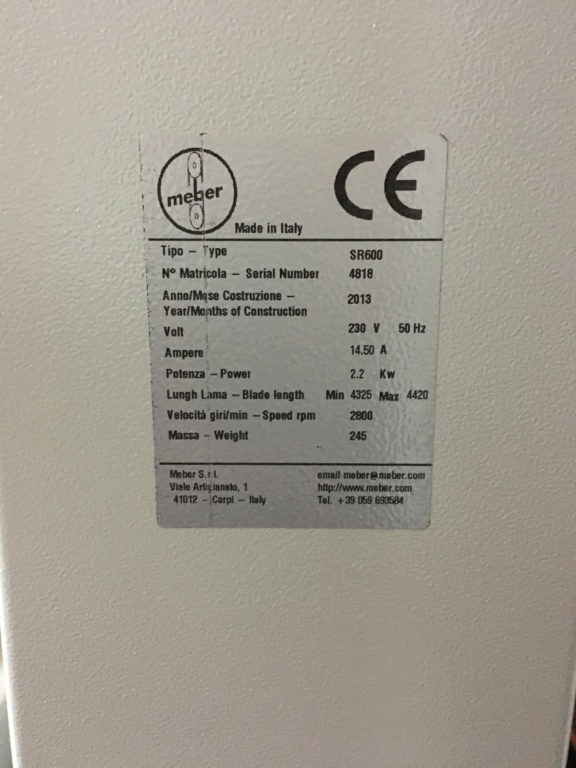 meber
CE
Made in Italy
Tipo – Type SR600
Nº Matricola – Serial Number 4818
Anno/Mese Costruzione –
Year/Months of Construction 2013
Volt 230 V 50 Hz
Ampere 14.50 A
Potenza – Power 2.2 Kw
Lungh Lama – Blade length Min 4325 Max 4420
Velocità giri/min – Speed rpm 2800
Massa – Weight 245
Meber S.r.l. email meber@meber.com
Viale Artigianato, 1 http://www.meber.com
41012 – Carpi – Italy Tel. +39 059 693584